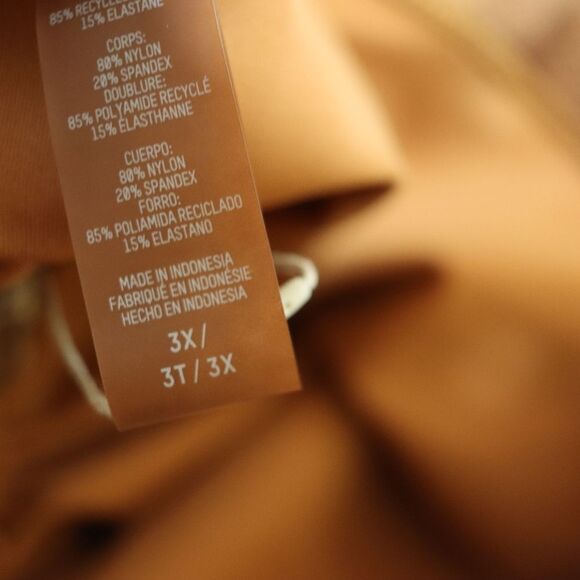 85% RECYCLED
15% ELASTANE
CORPS:
80% NYLON
20% SPANDEX
DOUBLURE:
85% POLYAMIDE RECYCLÉ
15% ÉLASTHANNE
CUERPO:
80% NYLON
20% SPANDEX
FORRO:
85% POLIAMIDA RECICLADO
15% ELASTANO
MADE IN INDONESIA
FABRIQUÉ EN INDONÉSIE
HECHO EN INDONESIA
3X/
3T / 3X